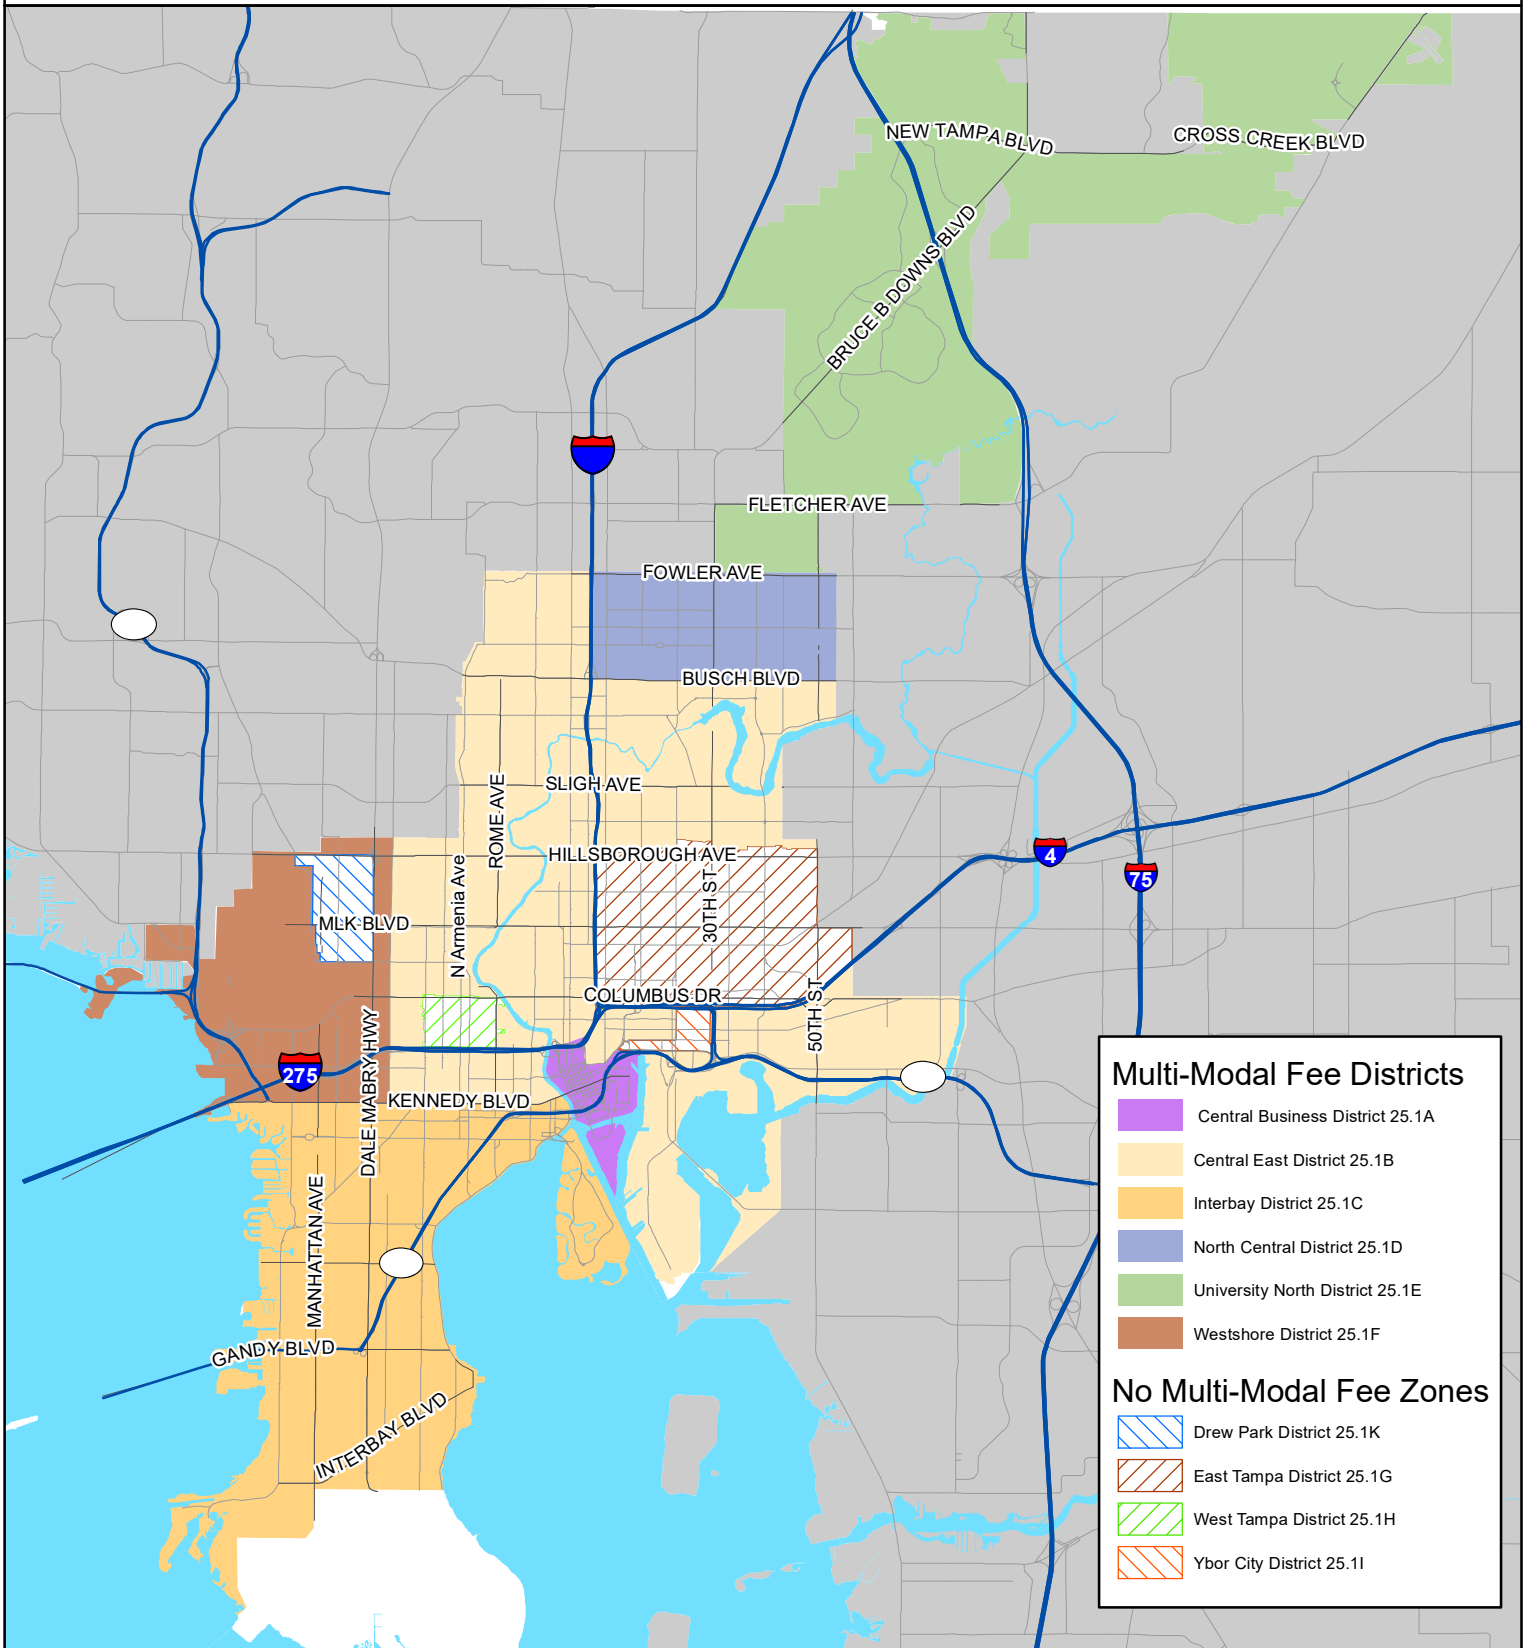 NEW TAMPA BLVD
CROSS CREEK BLVD
BRUCE B DOWNS BLVD
FLETCHER AVE
FOWLER AVE
BUSCH BLVD
SLIGH AVE
ROME AVE
HILLSBOROUGH AVE
N Armenia Ave
30TH ST
4
75
MLK BLVD
COLUMBUS DR
50TH ST
DALE MABRY HWY
275
KENNEDY BLVD
MANHATTAN AVE
GANDY BLVD
INTERBAY BLVD
Multi-Modal Fee Districts
Central Business District 25.1A
Central East District 25.1B
Interbay District 25.1C
North Central District 25.1D
University North District 25.1E
Westshore District 25.1F
No Multi-Modal Fee Zones
Drew Park District 25.1K
East Tampa District 25.1G
West Tampa District 25.1H
Ybor City District 25.1I